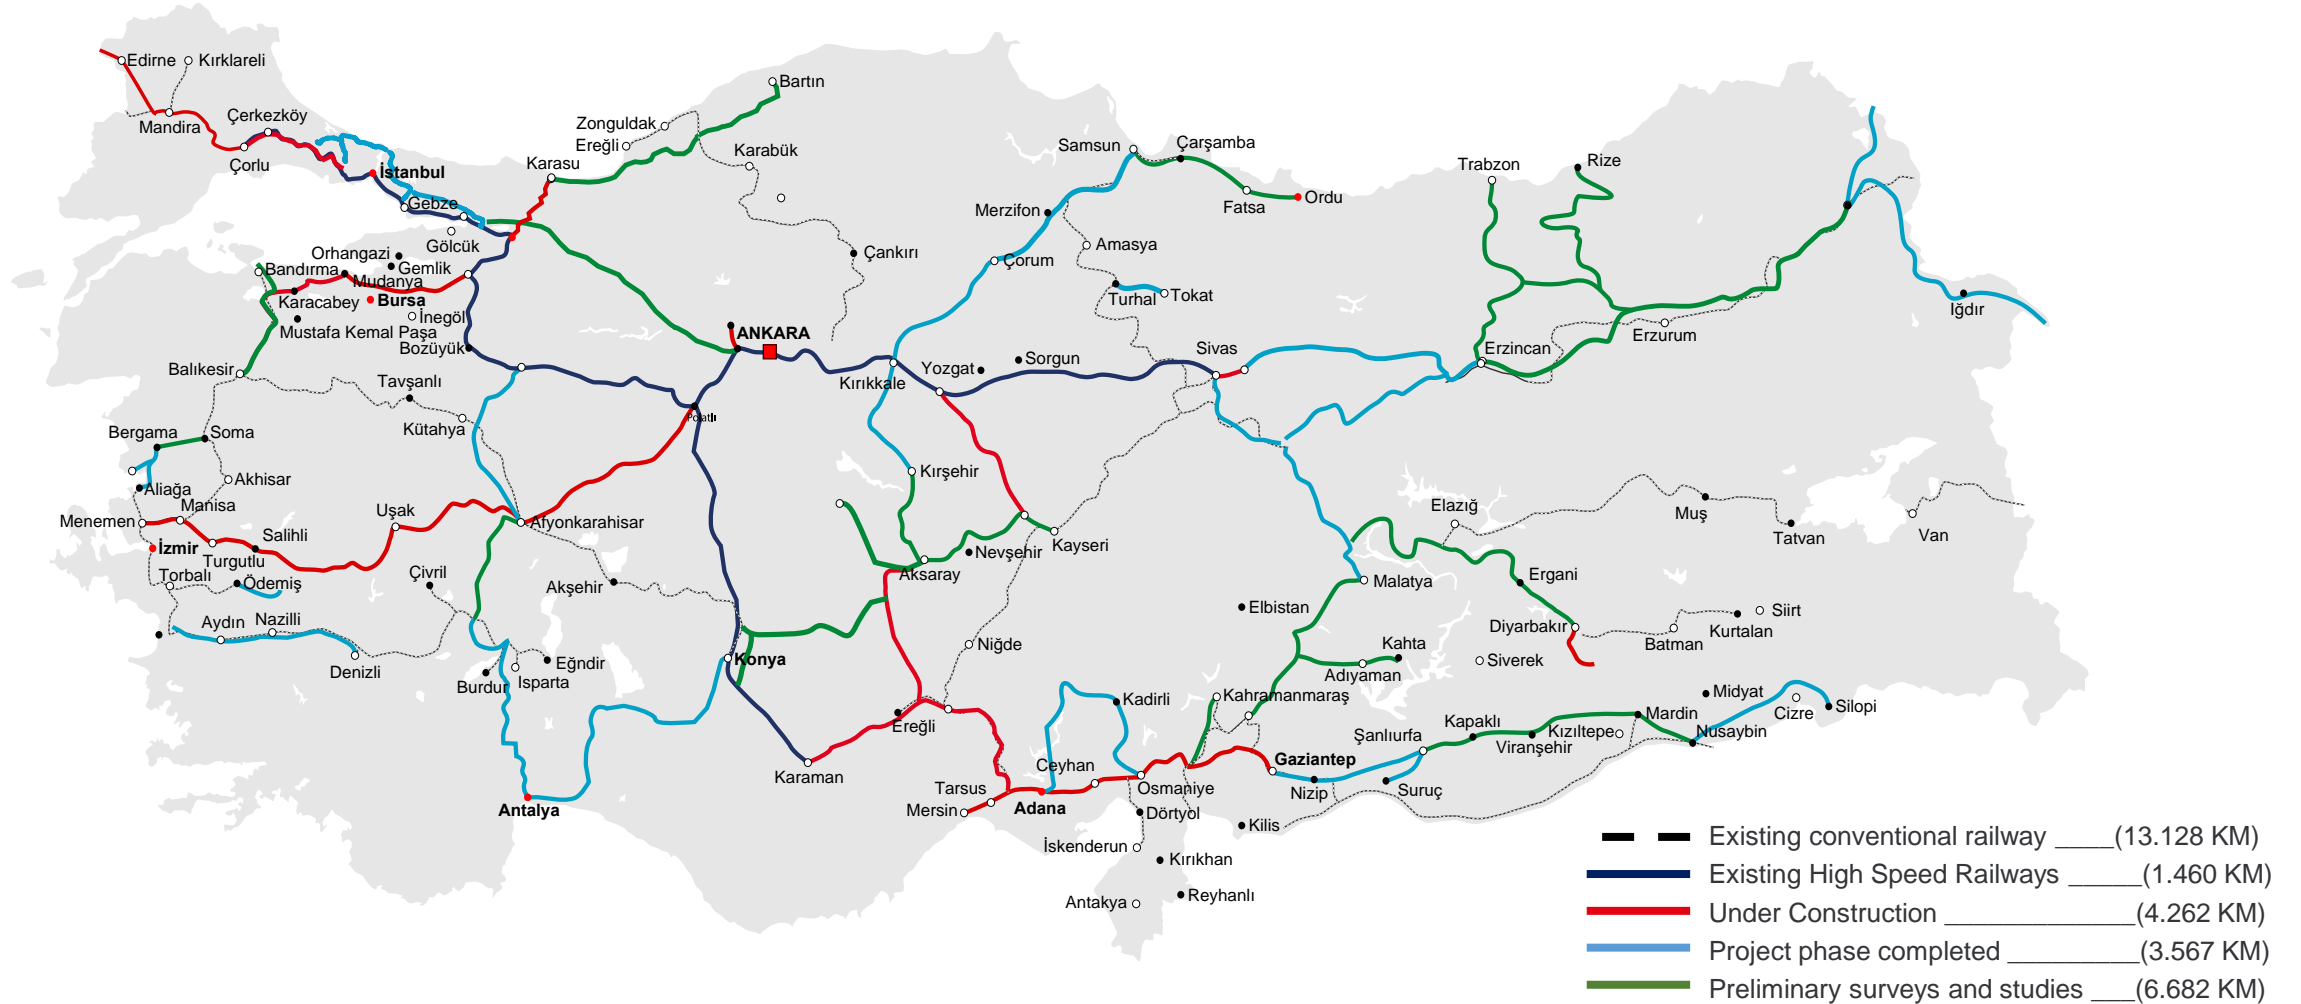 Edirne
Kırklareli
Bartın
Mandira
Çerkezköy
Zonguldak
Ereğli
Karabük
Samsun
Çarşamba
Çorlu
İstanbul
Karasu
Trabzon
Rize
Gebze
Merzifon
Fatsa
Ordu
Gölcük
Amasya
Orhangazi
Gemlik
Çankırı
Çorum
Bandırma
Mudanya
Karacabey
Bursa
Turhal
Tokat
Iğdır
İnegöl
Mustafa Kemal Paşa
ANKARA
Erzurum
Bozüyük
Sivas
Erzincan
Balıkesir
Yozgat
Sorgun
Tavşanlı
Kırıkkale
Polatlı
Kütahya
Bergama
Soma
Kırşehir
Akhisar
Aliağa
Elazığ
Manisa
Muş
Menemen
Uşak
Afyonkarahisar
Salihli
Kayseri
Tatvan
Van
İzmir
Turgutlu
Nevşehir
Torbalı
Ödemiş
Çivril
Akşehir
Aksaray
Malatya
Ergani
Elbistan
Siirt
Aydın
Nazilli
Diyarbakır
Kurtalan
Batman
Niğde
Kahta
Denizli
Eğndir
Konya
Siverek
Burdur
Isparta
Adıyaman
Kadirli
Kahramanmaraş
Midyat
Cizre
Silopi
Ereğli
Kapaklı
Mardin
Şanlıurfa
Viranşehir
Kızıltepe
Nusaybin
Karaman
Ceyhan
Gaziantep
Tarsus
Osmaniye
Nizip
Suruç
Antalya
Mersin
Adana
Dörtyol
Kilis
İskenderun
Kırıkhan
Antakya
Reyhanlı
Existing conventional railway ____(13.128 KM)
Existing High Speed Railways _____(1.460 KM)
Under Construction _____________(4.262 KM)
Project phase completed _________(3.567 KM)
Preliminary surveys and studies ___(6.682 KM)